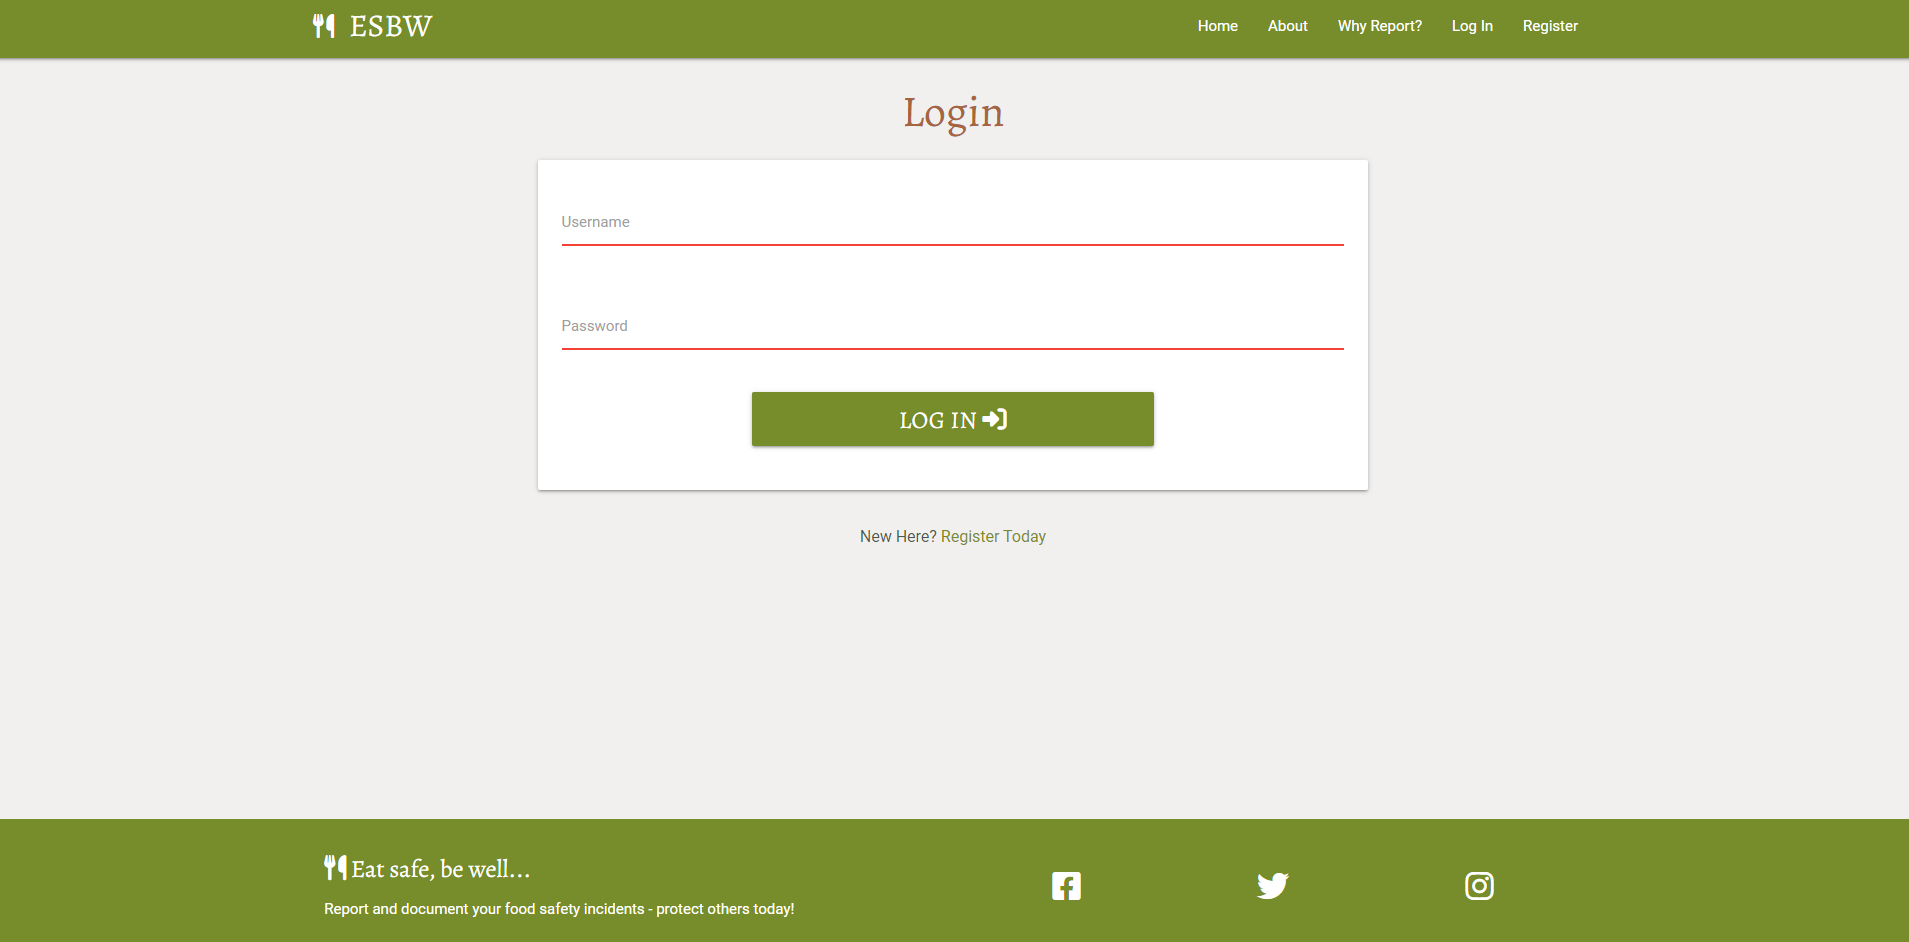 ESBW
Home About Why Report? Log In Register
Login
Username
Password
LOG IN
New Here? Register Today
Eat safe, be well...
Report and document your food safety incidents - protect others today!